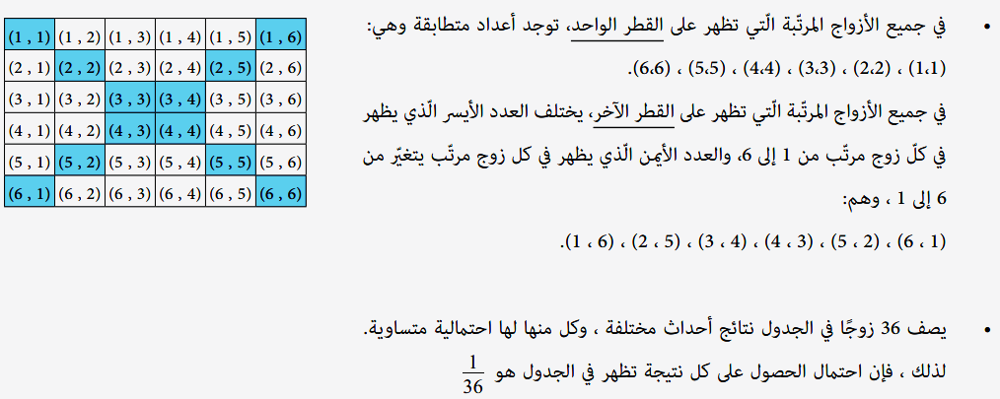 • في جميع الأزواج المرتّبة الّتي تظهر على القطر الواحد، توجد أعداد متطابقة وهي:
(1،1) ، (2،2) ، (3،3) ، (4،4) ، (5،5) ، (6،6).
في جميع الأزواج المرتّبة الّتي تظهر على القطر الآخر، يختلف العدد الأيسر الّذي يظهر
في كلّ زوج مرتّب من 1 إلى 6، والعدد الأيمن الّذي يظهر في كل زوج مرتّب يتغيّر من
6 إلى 1 ، وهم:
(6 ، 1) ، (5 ، 2) ، (4 ، 3) ، (3 ، 4) ، (2 ، 5) ، (1 ، 6).
• يصف 36 زوجًا في الجدول نتائج أحداث مختلفة ، وكل منها لها احتمالية متساوية.
لذلك ، فإن احتمال الحصول على كل نتيجة تظهر في الجدول هو 1/36
(1 , 1) (1 , 2) (1 , 3) (1 , 4) (1 , 5) (1 , 6)
(2 , 1) (2 , 2) (2 , 3) (2 , 4) (2 , 5) (2 , 6)
(3 , 1) (3 , 2) (3 , 3) (3 , 4) (3 , 5) (3 , 6)
(4 , 1) (4 , 2) (4 , 3) (4 , 4) (4 , 5) (4 , 6)
(5 , 1) (5 , 2) (5 , 3) (5 , 4) (5 , 5) (5 , 6)
(6 , 1) (6 , 2) (6 , 3) (6 , 4) (6 , 5) (6 , 6)